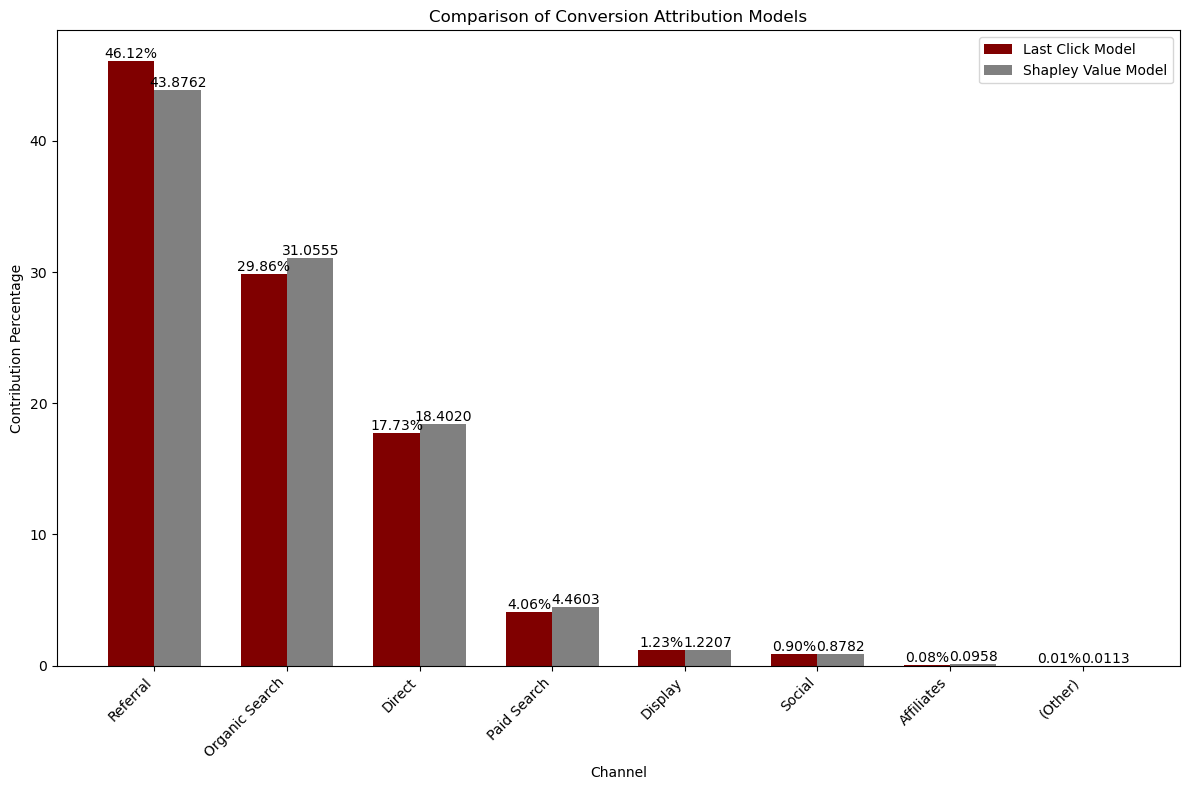 Comparison of Conversion Attribution Models
Last Click Model
Shapley Value Model
Contribution Percentage
40
30
20
10
0
46.12%
43.8762
29.86%
31.0555
17.73%
18.4020
4.06%
4.4603
1.23%
1.2207
0.90%
0.8782
0.08%
0.0958
0.01%
0.0113
Referral
Organic Search
Direct
Paid Search
Display
Social
Affiliates
(Other)
Channel